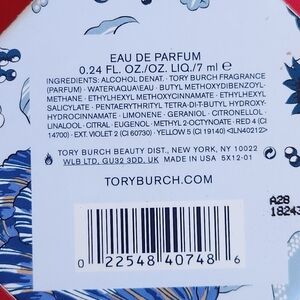 EAU DE PARFUM
0.24 FL. OZ./OZ. LIQ./7 ml ℮
INGREDIENTS: ALCOHOL DENAT. · TORY BURCH FRAGRANCE
(PARFUM) · WATER\AQUA\EAU · BUTYL METHOXYDIBENZOYL-
METHANE · ETHYLHEXYL METHOXYCINNAMATE · ETHYLHEXYL
SALICYLATE · PENTAERYTHRITYL TETRA-DI-T-BUTYL HYDROXY-
HYDROCINNAMATE · LIMONENE · GERANIOL · CITRONELLOL ·
LINALOOL · CITRAL · EUGENOL · METHYL 2-OCTYNOATE · RED 4 (CI
14700) · EXT. VIOLET 2 (CI 60730) · YELLOW 5 (CI 19140) <ILN40212>
TORY BURCH BEAUTY DIST., NEW YORK, NY 10022
WLB LTD, GU32 3DD, UK MADE IN USA 5X12-01
TORYBURCH.COM
A28
18243
0 22548 40748 6